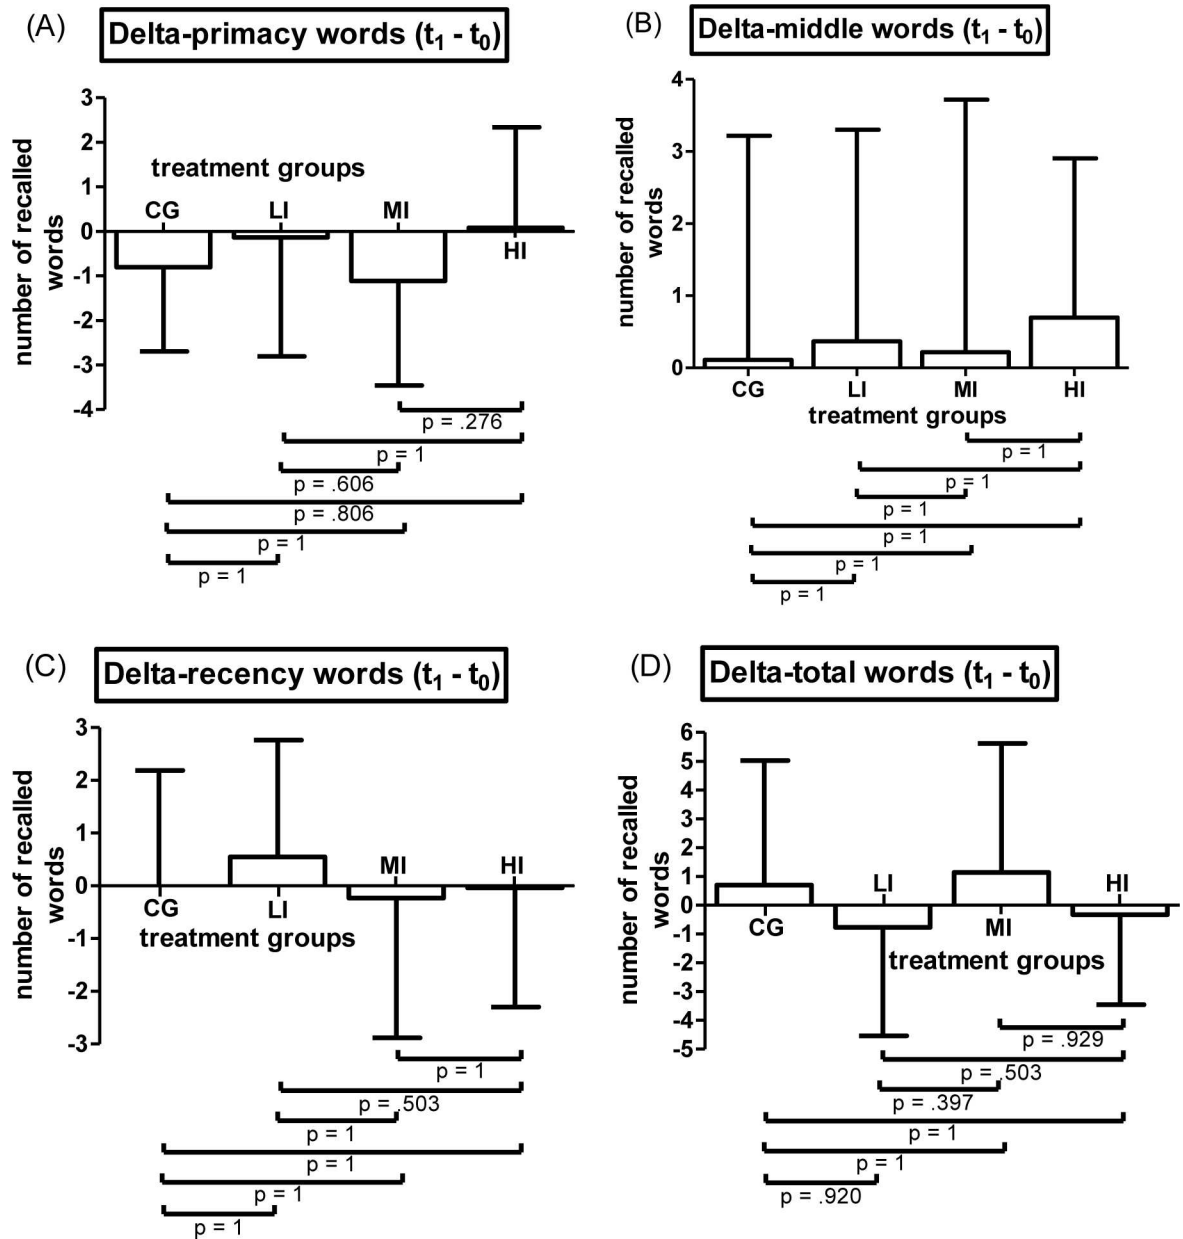 (A)
Delta-primacy words (t₁ - t₀)
number of recalled
words
3
2
1
0
-1
-2
-3
-4
treatment groups
CG
LI
MI
HI
p = .276
p = 1
p = .606
p = .806
p = 1
p = 1
(B)
Delta-middle words (t₁ - t₀)
number of recalled
words
4
3
2
1
0
CG
LI
MI
HI
treatment groups
p = 1
p = 1
p = 1
p = 1
p = 1
p = 1
(C)
Delta-recency words (t₁ - t₀)
number of recalled
words
3
2
1
0
-1
-2
-3
CG
LI
MI
HI
treatment groups
p = 1
p = .503
p = 1
p = 1
p = 1
p = 1
(D)
Delta-total words (t₁ - t₀)
number of recalled
words
6
5
4
3
2
1
0
-1
-2
-3
-4
-5
CG
LI
MI
HI
treatment groups
p = .929
p = .503
p = .397
p = 1
p = 1
p = .920